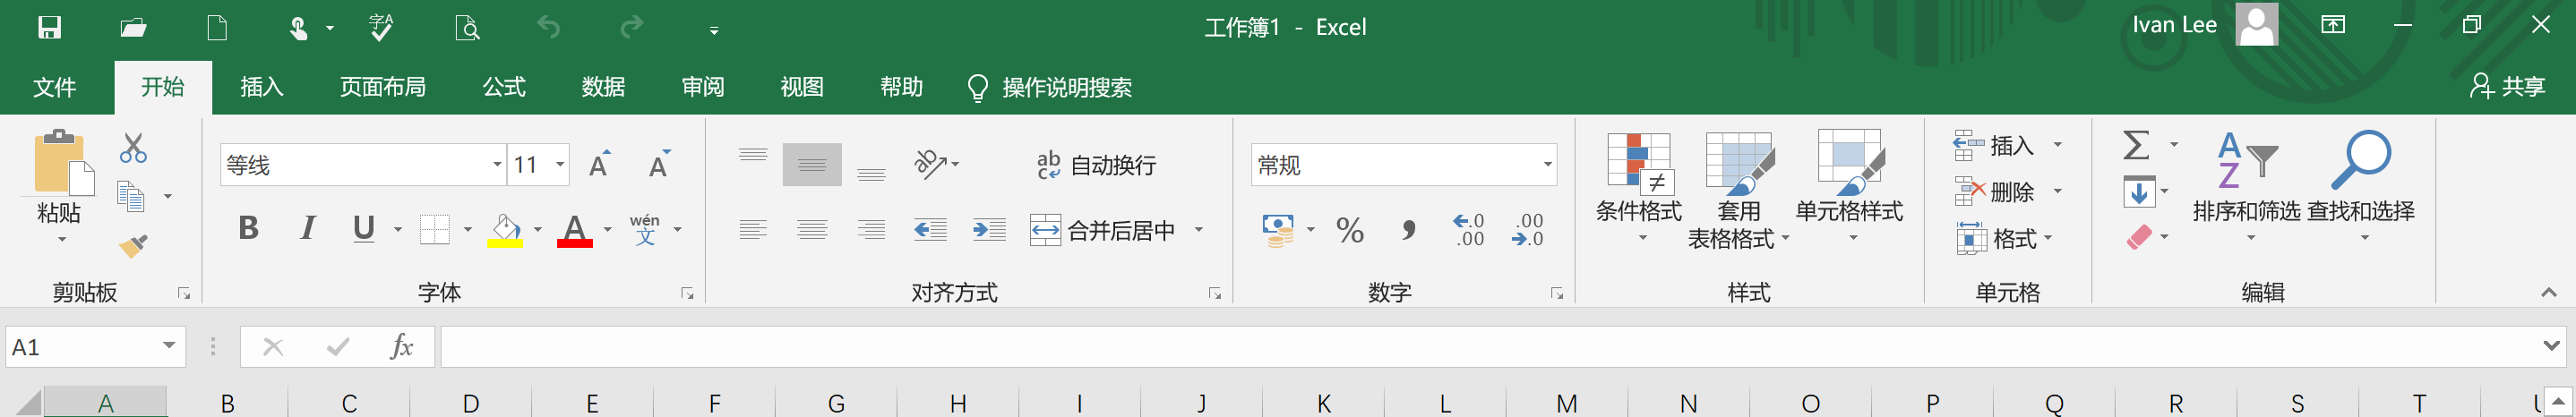 字A
工作簿1 - Excel
Ivan Lee
文件 开始 插入 页面布局 公式 数据 审阅 视图 帮助 操作说明搜索 共享
粘贴
剪贴板
等线 11 A A
B I U A wén 文
字体
ab c 自动换行
合并后居中
对齐方式
常规
% , .0 .00 .00 .0
数字
条件格式
套用
表格格式
单元格样式
样式
插入
删除
格式
单元格
Σ
A
Z
排序和筛选 查找和选择
编辑
A1 fx
A B C D E F G H I J K L M N O P Q R S T